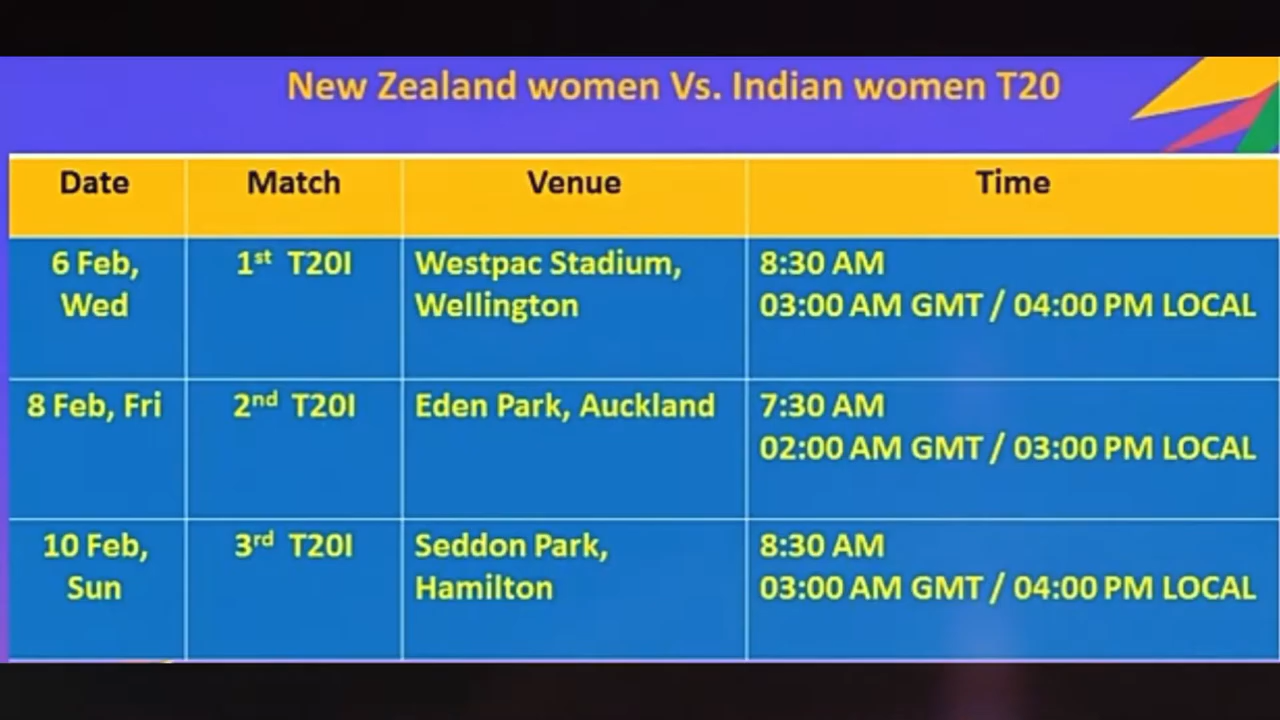 New Zealand women Vs. Indian women T20
Date Match Venue Time
6 Feb, Wed
1st T20I
Westpac Stadium, Wellington
8:30 AM
03:00 AM GMT / 04:00 PM LOCAL
8 Feb, Fri
2nd T20I
Eden Park, Auckland
7:30 AM
02:00 AM GMT / 03:00 PM LOCAL
10 Feb, Sun
3rd T20I
Seddon Park, Hamilton
8:30 AM
03:00 AM GMT / 04:00 PM LOCAL